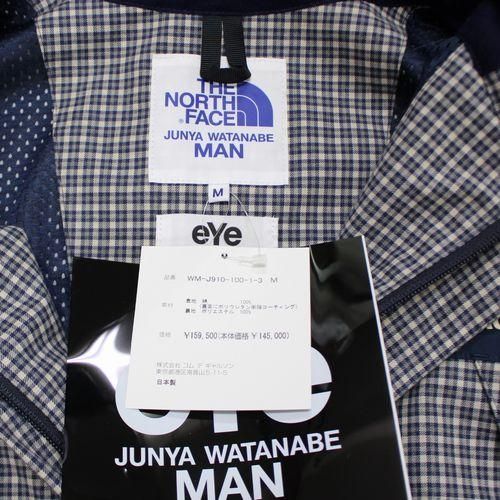 THE
NORTH
FACE
JUNYA WATANABE
MAN
M
eYe
品番 WM-J910-100-1-3 M
素材 表地 綿 100%
(裏面にポリウレタン樹脂コーティング)
裏地 ポリエステル 100%
価格 ¥159,500(本体価格 ¥145,000)
株式会社 コム デ ギャルソン
東京都港区南青山5-11-5
日本製
eYe
JUNYA WATANABE
MAN